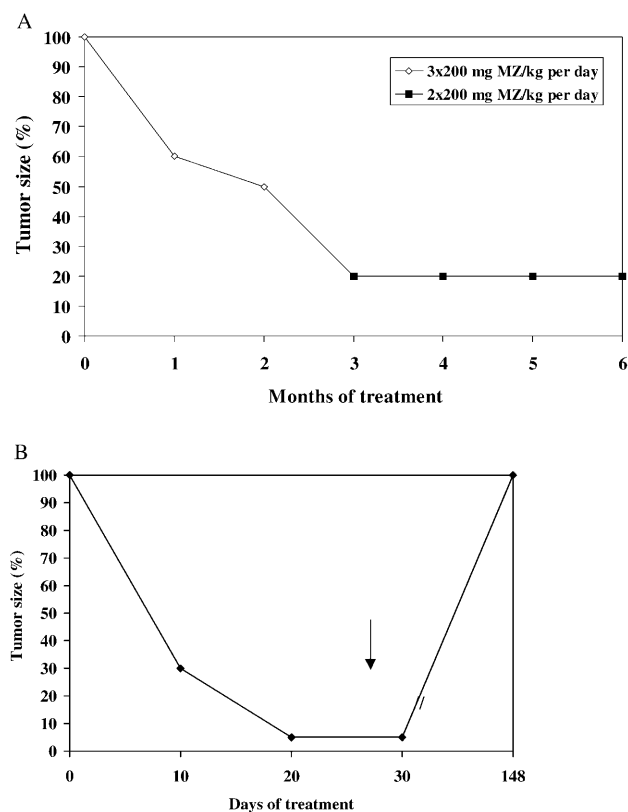 A
100
90
80
70
60
50
40
30
20
10
0
Tumor size (%)
3x200 mg MZ/kg per day
2x200 mg MZ/kg per day
0 1 2 3 4 5 6
Months of treatment
B
100
90
80
70
60
50
40
30
20
10
0
Tumor size (%)
0 10 20 30 148
Days of treatment